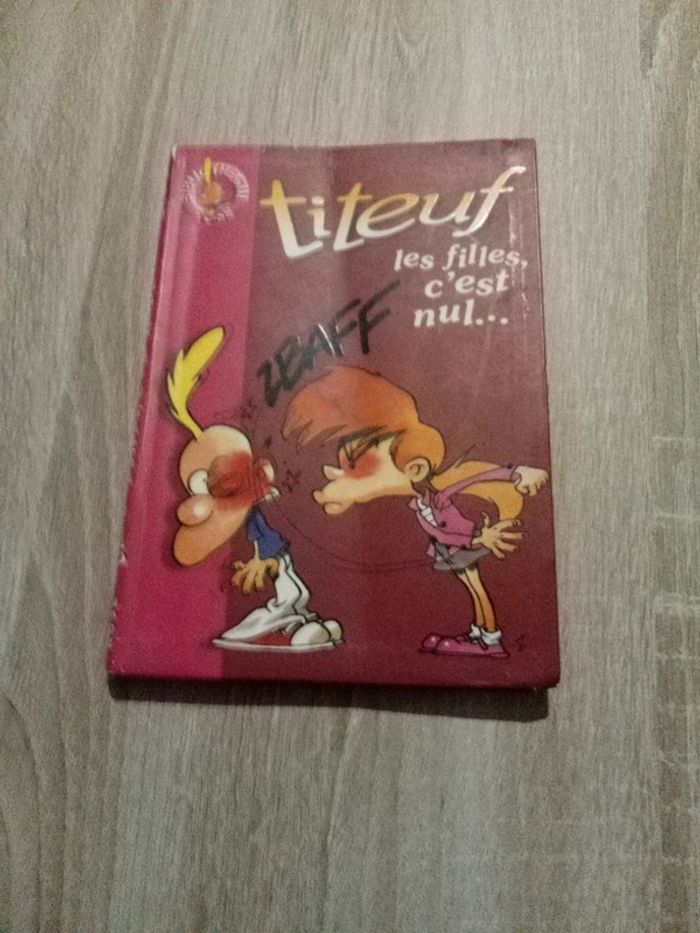 titeuf
les filles,
c'est
nul...
ZBAFF